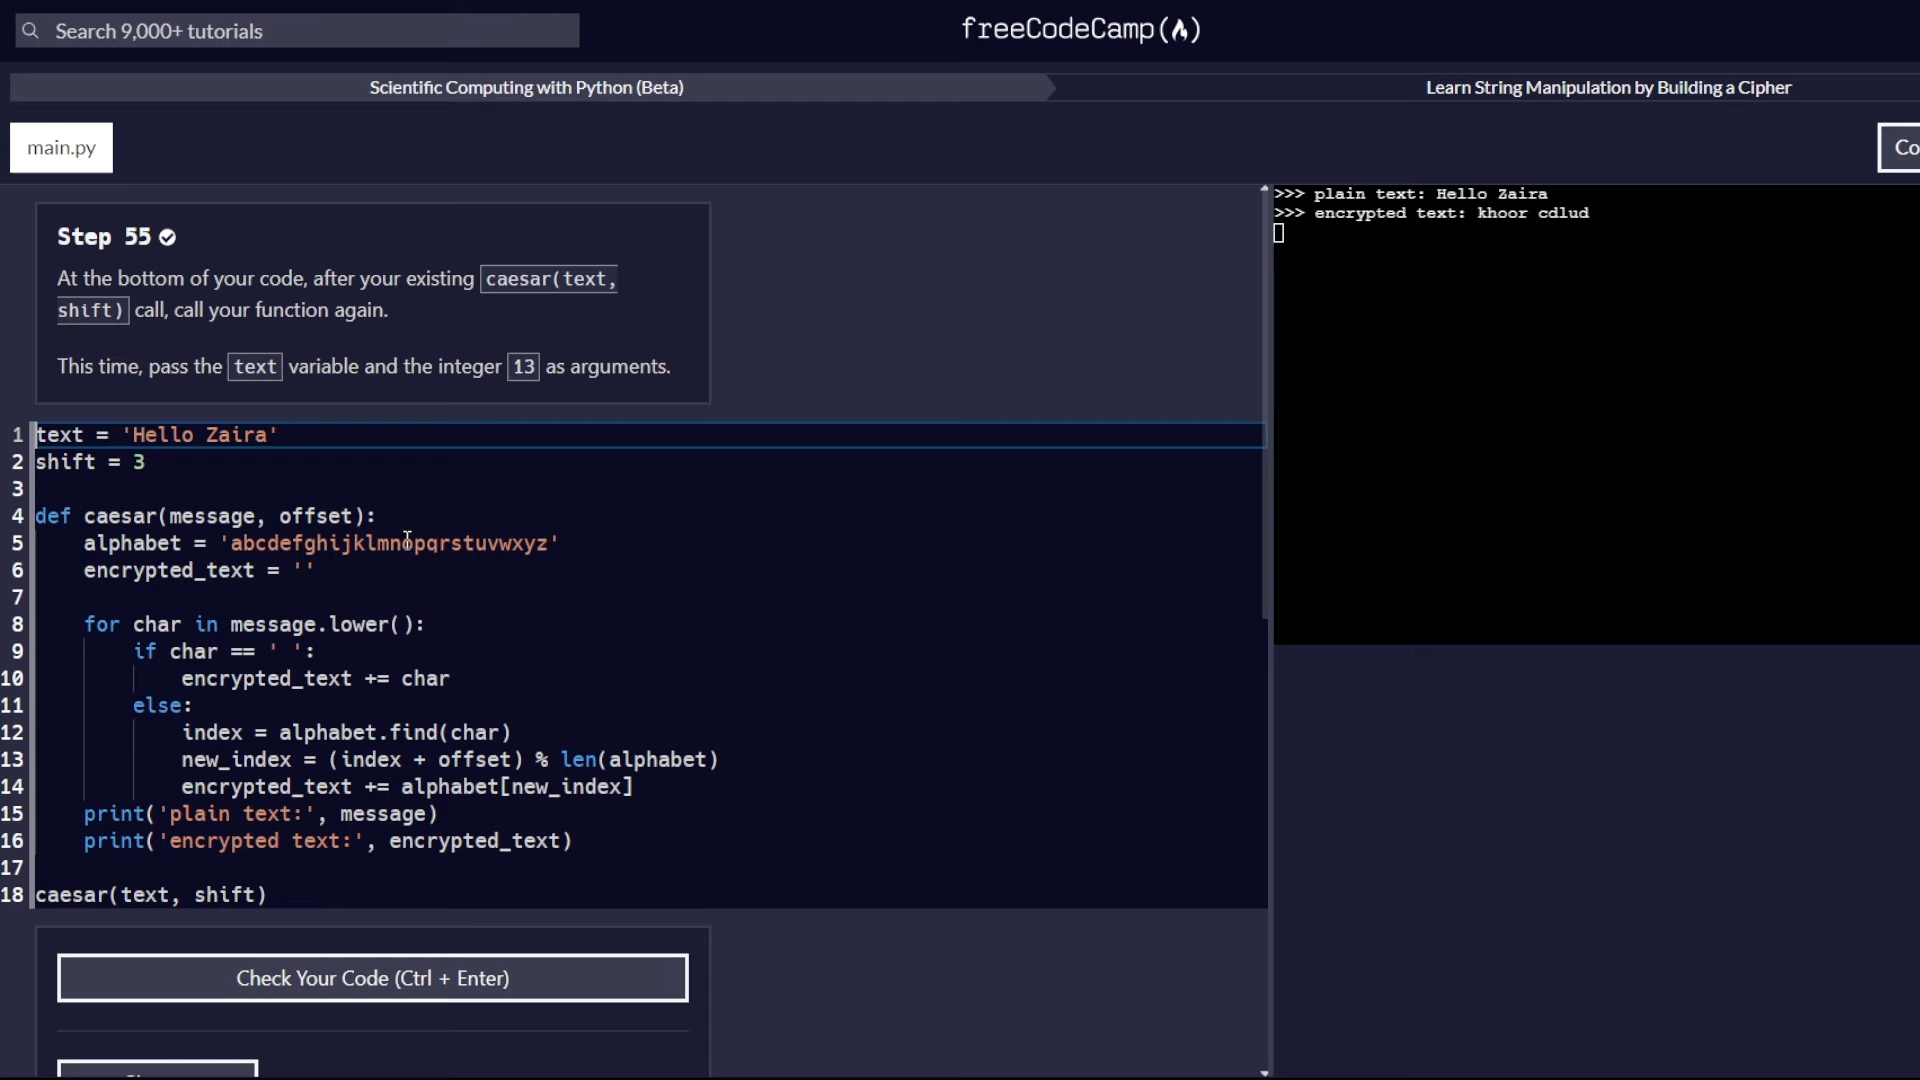 Search 9,000+ tutorials
freeCodeCamp
Scientific Computing with Python (Beta)
Learn String Manipulation by Building a Cipher
main.py
Co
Step 55
At the bottom of your code, after your existing caesar(text,
shift) call, call your function again.
This time, pass the text variable and the integer 13 as arguments.
1 text = 'Hello Zaira'
2 shift = 3
3
4 def caesar(message, offset):
5     alphabet = 'abcdefghijklmnopqrstuvwxyz'
6     encrypted_text = ''
7
8     for char in message.lower():
9         if char == ' ':
10             encrypted_text += char
11         else:
12             index = alphabet.find(char)
13             new_index = (index + offset) % len(alphabet)
14             encrypted_text += alphabet[new_index]
15     print('plain text:', message)
16     print('encrypted text:', encrypted_text)
17
18 caesar(text, shift)
Check Your Code (Ctrl + Enter)
>>> plain text: Hello Zaira
>>> encrypted text: khoor cdlud